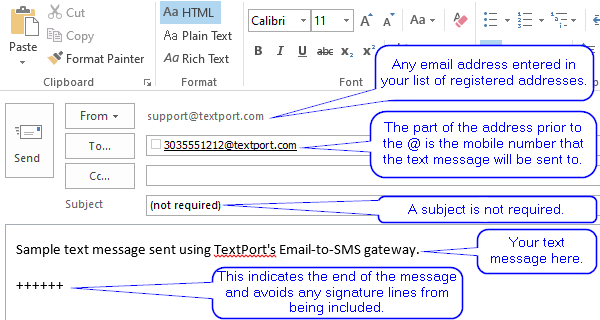 Cut
Copy
Paste
Format Painter
Clipboard
Aa HTML
Aa Plain Text
Aa Rich Text
Format
Calibri
11
B I U abc x₂ x²
Font
Any email address entered in
your list of registered addresses.
From
support@textport.com
To...
3035551212@textport.com
The part of the address prior to
the @ is the mobile number that
the text message will be sent to.
Send
Cc...
Subject
(not required)
A subject is not required.
Sample text message sent using TextPort's Email-to-SMS gateway.
Your text
message here.
++++++
This indicates the end of the message
and avoids any signature lines from
being included.